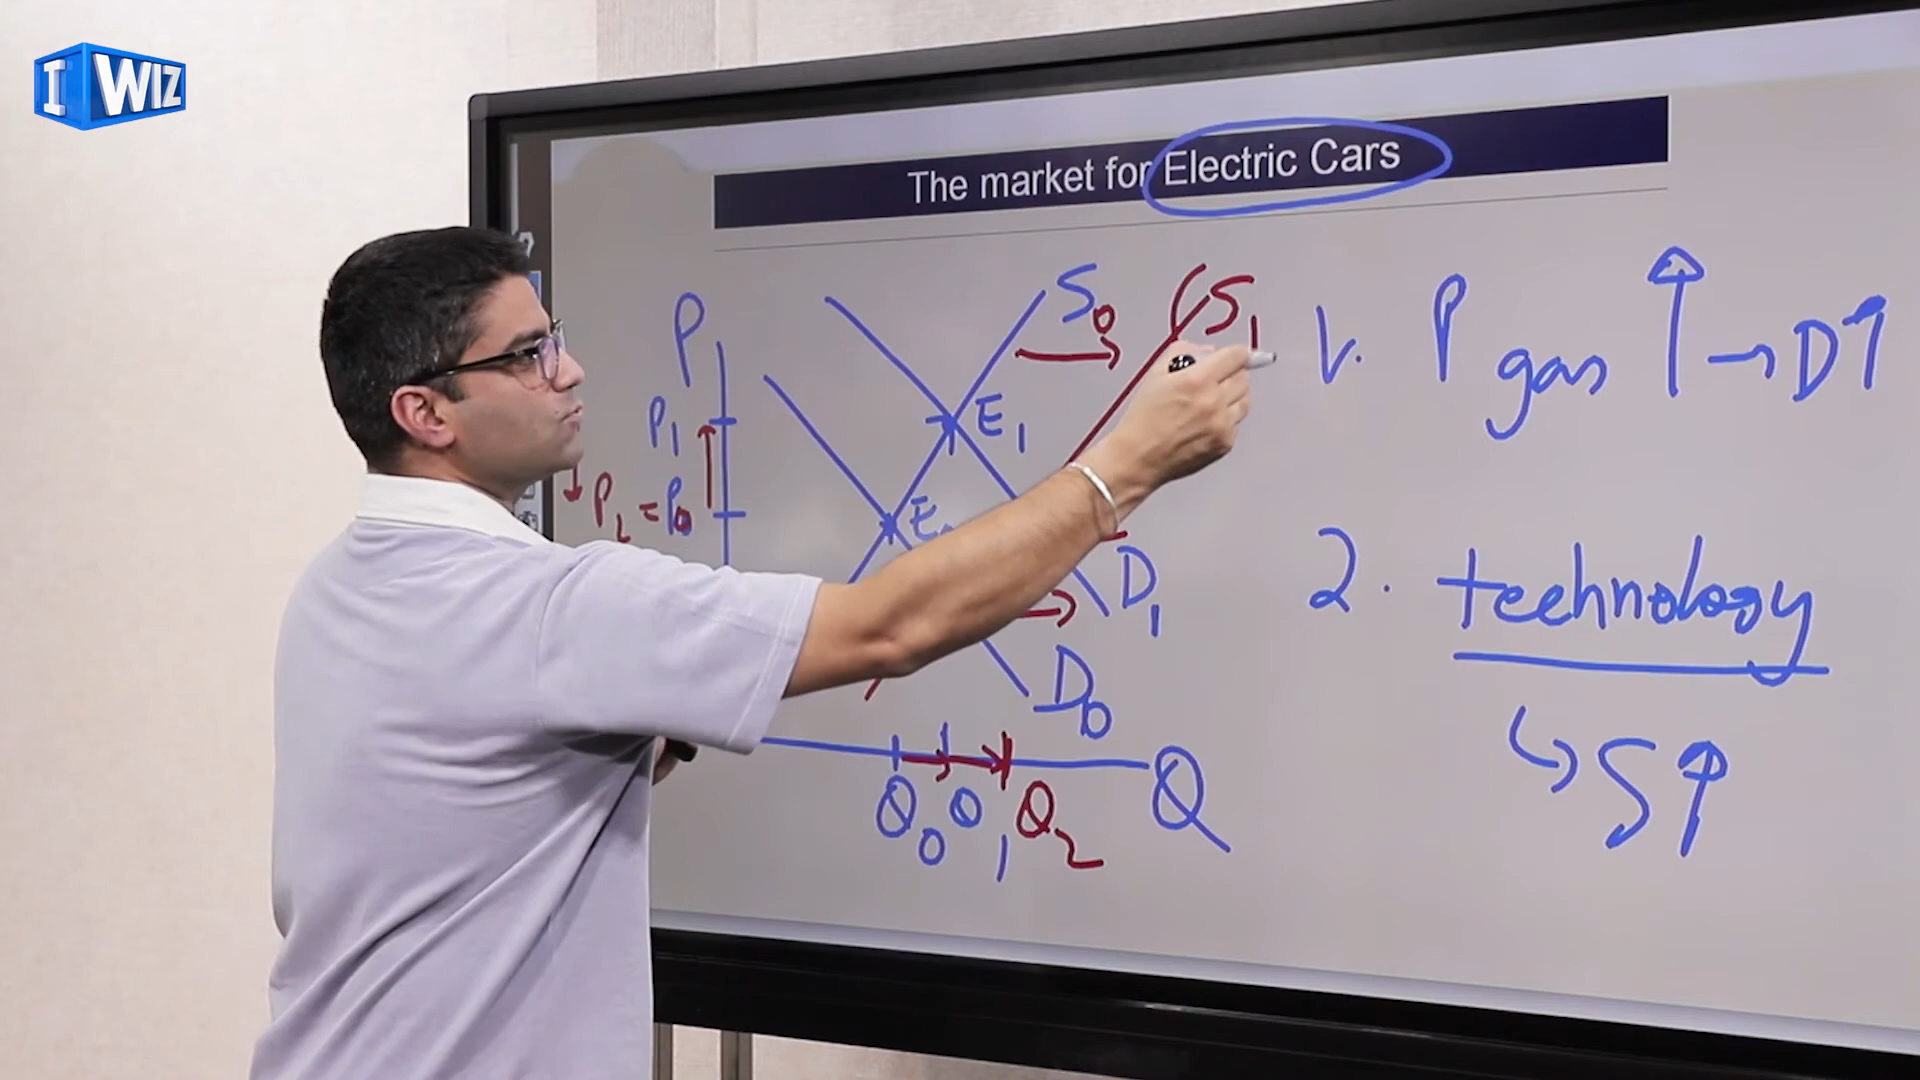 I WIZ
The market for Electric Cars
P
S0
S1
1. P gas ↑ → D↑
P1
E1
P2 = P0
E
2. technology
D1
D0
↳ S↑
Q0 Q1 Q2
Q